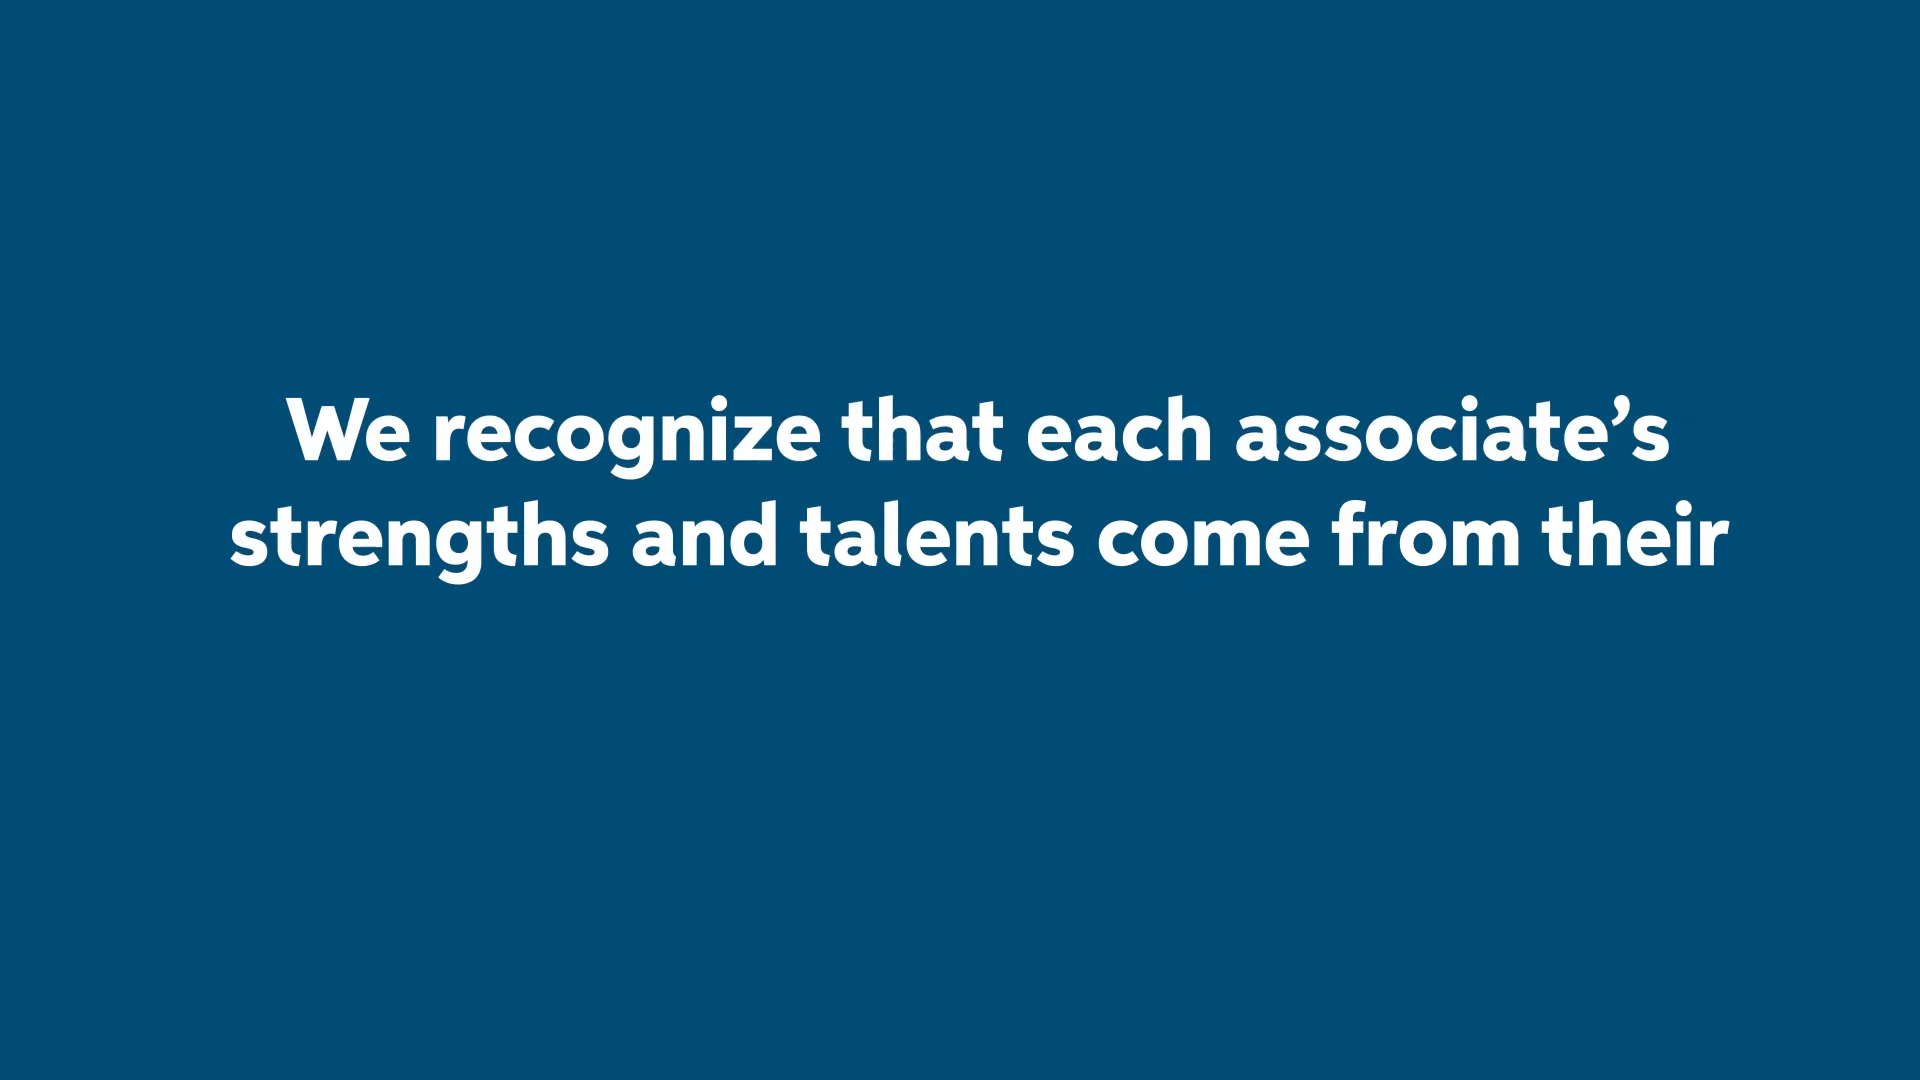 We recognize that each associate’s
strengths and talents come from their